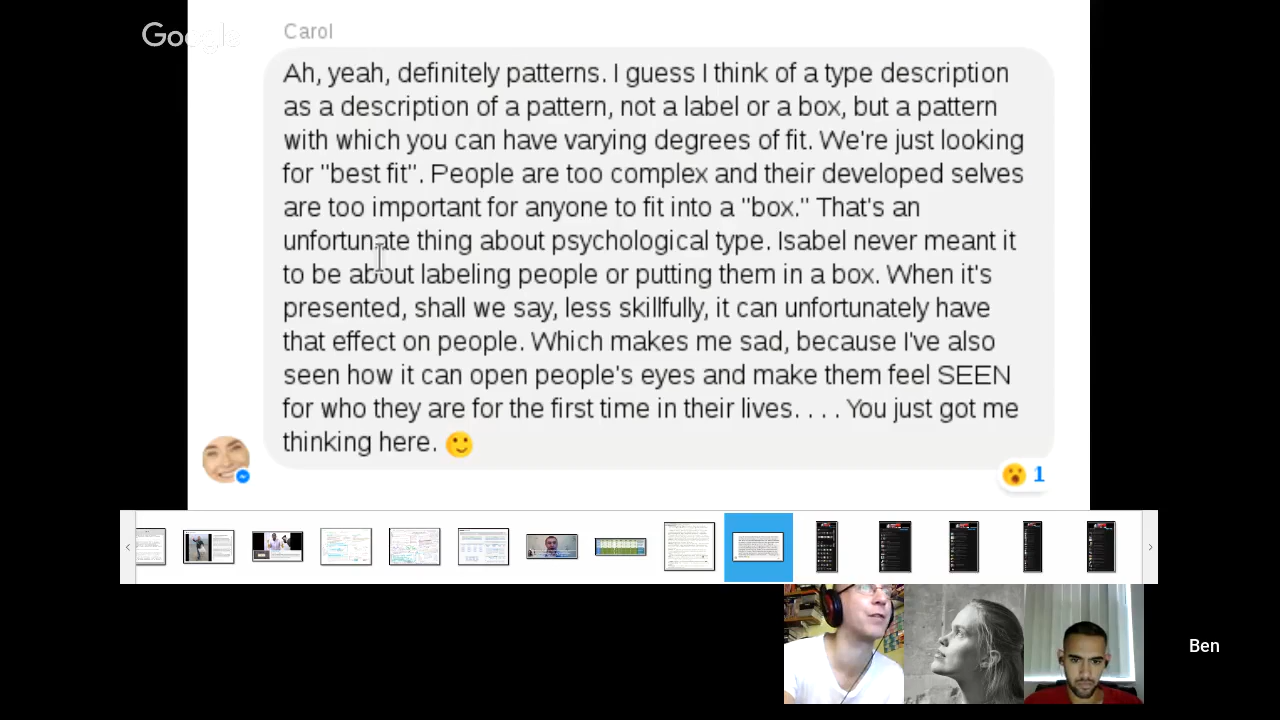 Google
Carol
Ah, yeah, definitely patterns. I guess I think of a type description
as a description of a pattern, not a label or a box, but a pattern
with which you can have varying degrees of fit. We're just looking
for "best fit". People are too complex and their developed selves
are too important for anyone to fit into a "box." That's an
unfortunate thing about psychological type. Isabel never meant it
to be about labeling people or putting them in a box. When it's
presented, shall we say, less skillfully, it can unfortunately have
that effect on people. Which makes me sad, because I've also
seen how it can open people's eyes and make them feel SEEN
for who they are for the first time in their lives. . . . You just got me
thinking here.
1
Ben